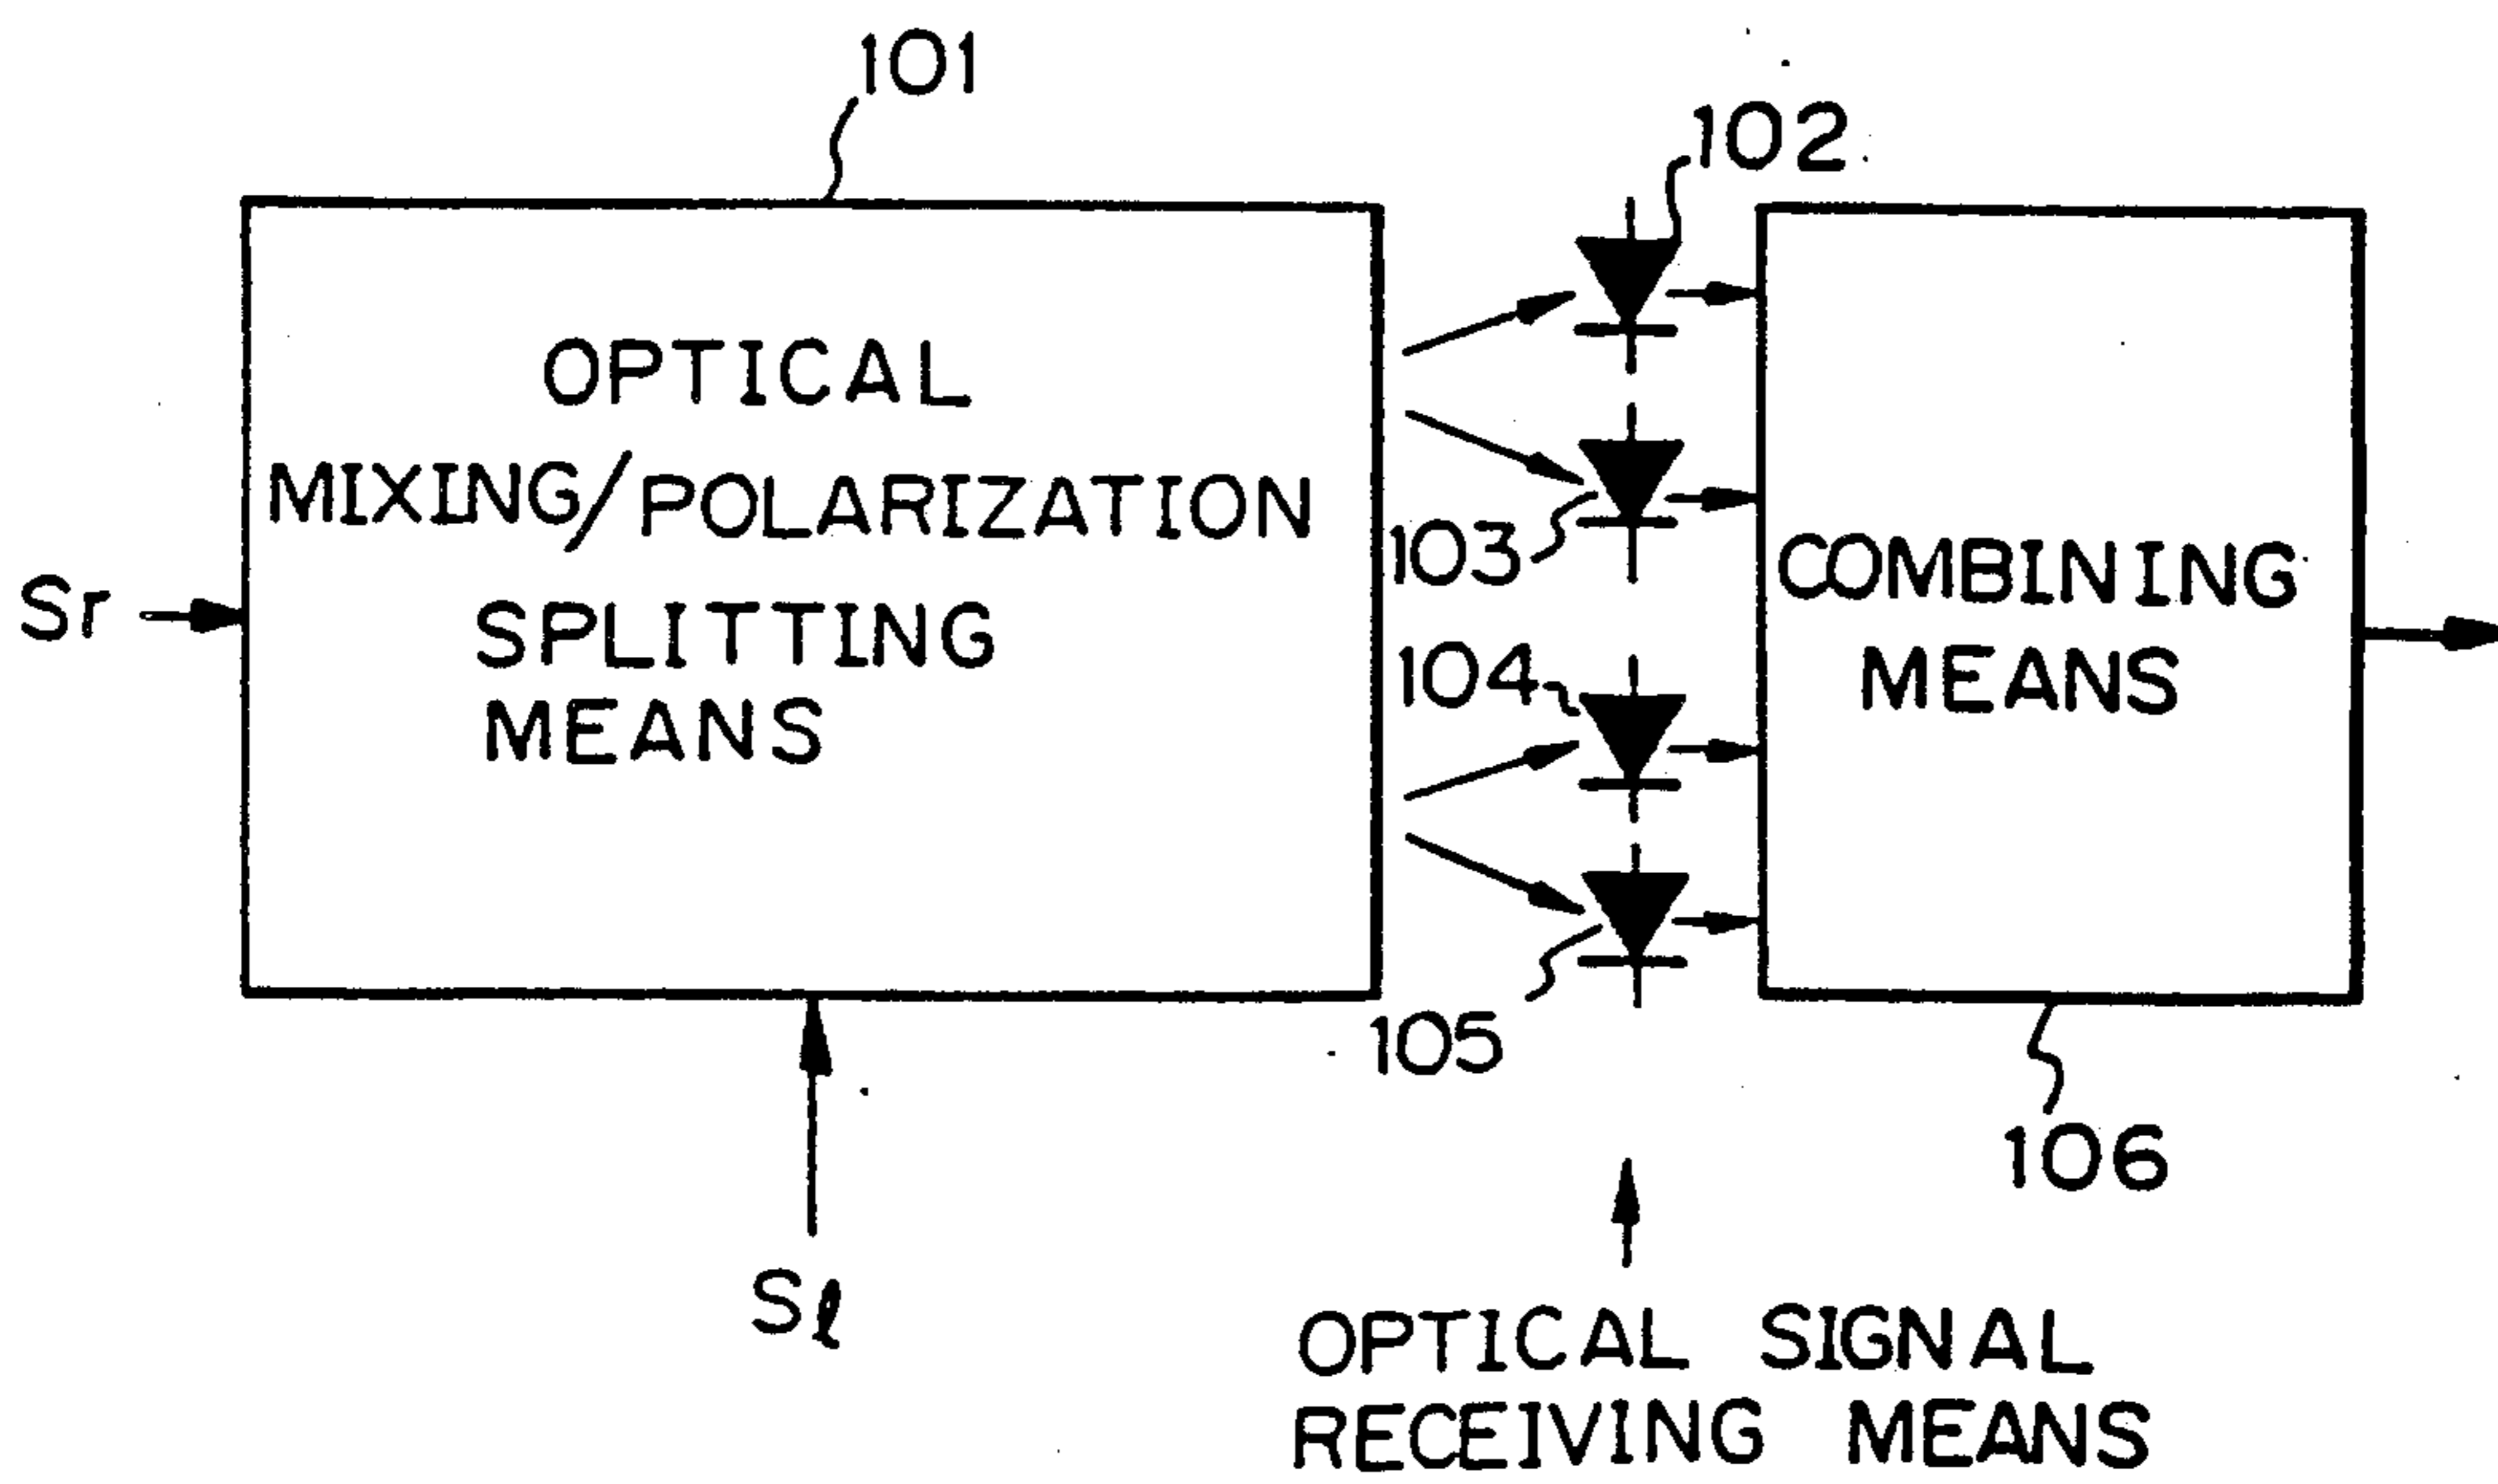 101
102
OPTICAL
MIXING/POLARIZATION
SPLITTING
MEANS
Sr
103
104
105
COMBINING
MEANS
106
Sℓ
OPTICAL SIGNAL
RECEIVING MEANS